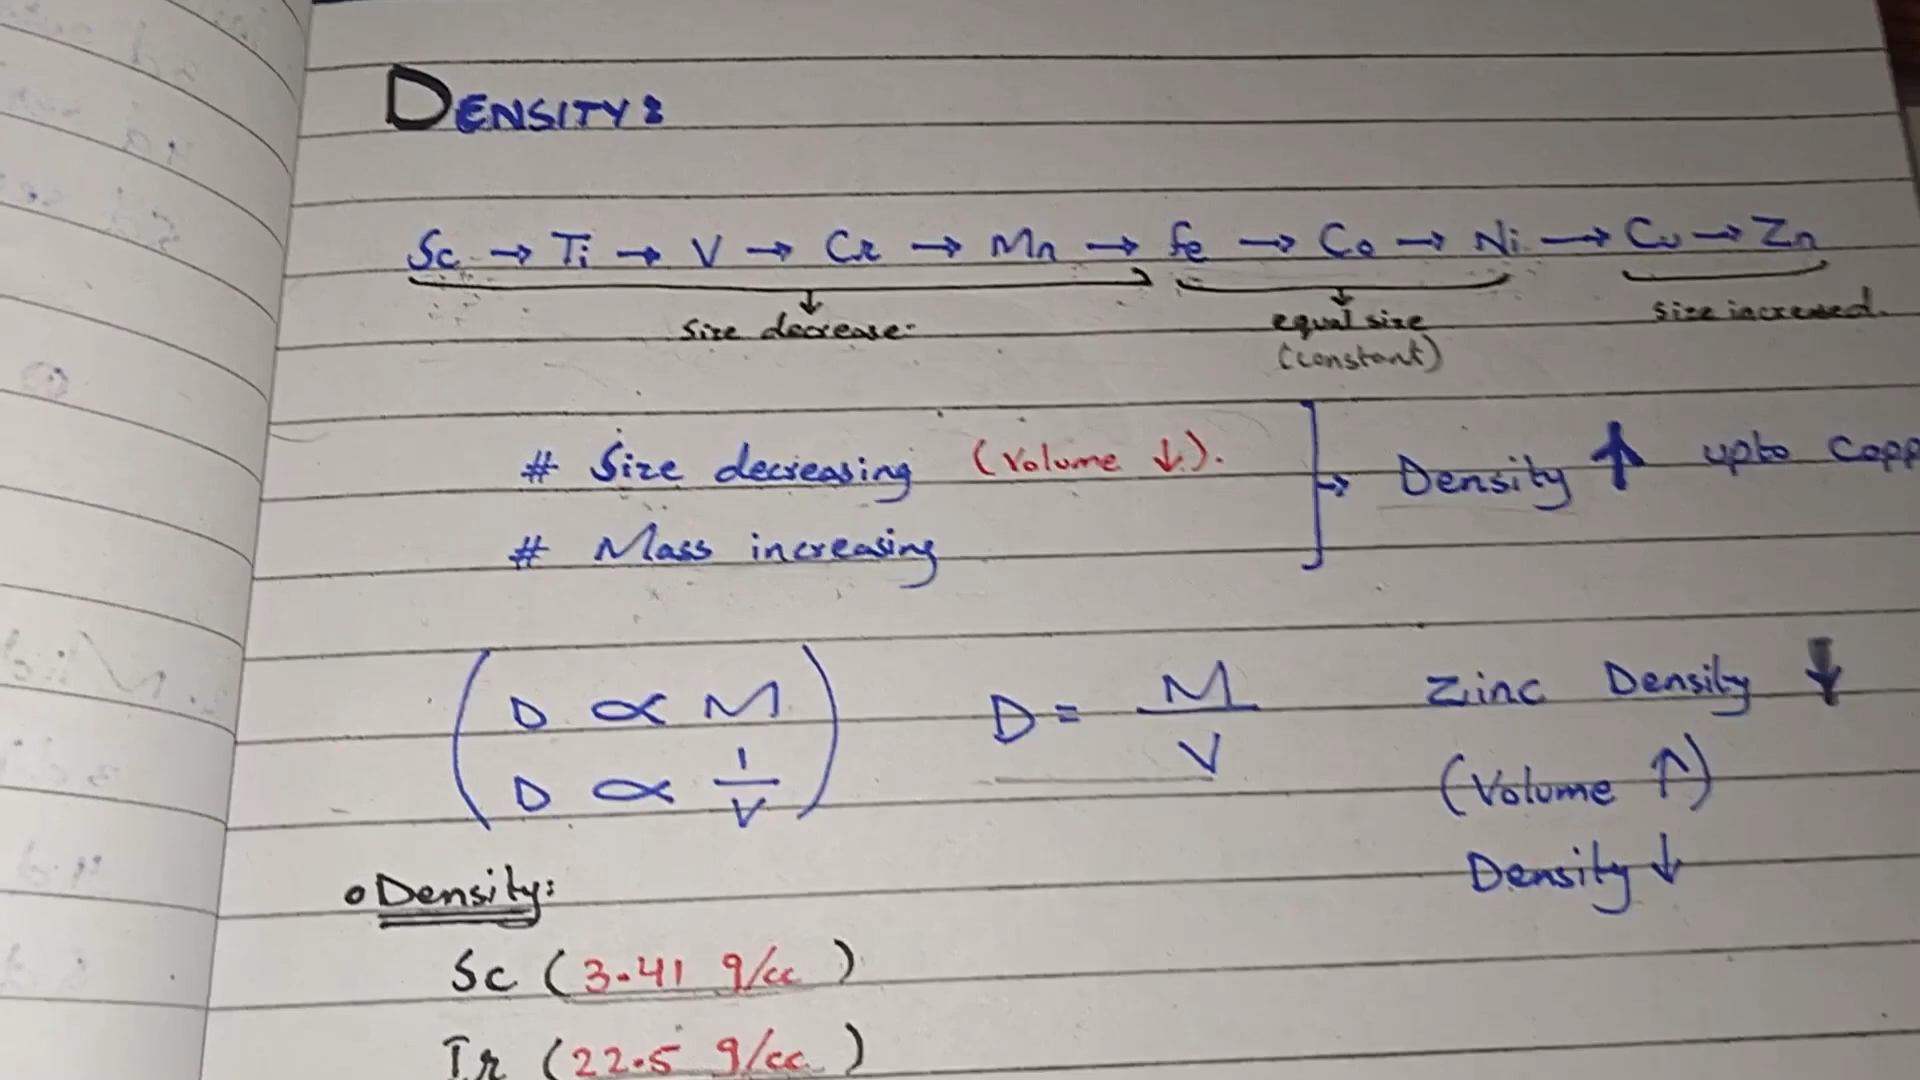 DENSITY:
Sc → Ti → V → Cr → Mn → Fe → Co → Ni → Cu → Zn
↓ ↓
size decrease. equal size size increased.
(constant)
# Size decreasing (Volume ↓). → Density ↑ upto Copp
# Mass increasing
D ∝ M D = M/V Zinc Density ↓
D ∝ 1/V (Volume ↑)
Density ↓
Density:
Sc (3.41 g/cc)
Ir (22.5 g/cc)